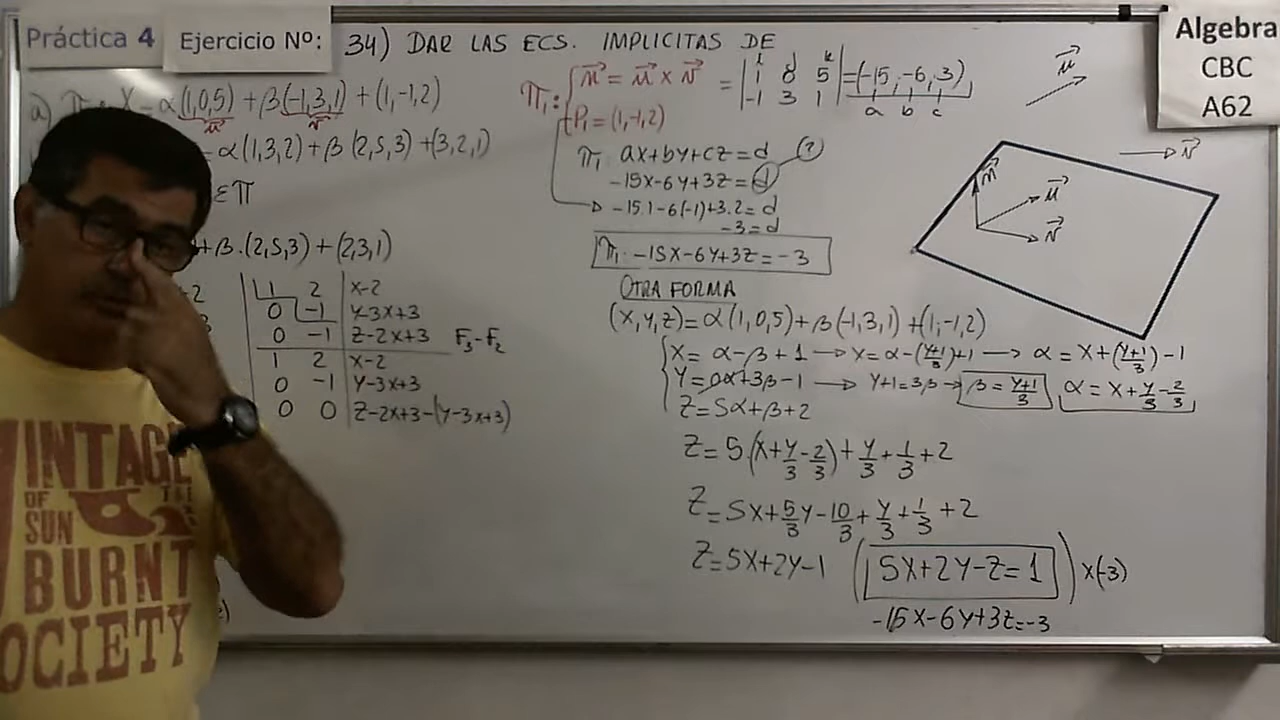 Práctica 4
Ejercicio Nº:
34) DAR LAS ECS. IMPLICITAS DE
Algebra
CBC
A62
a) π X = α(1,0,5) + β(-1,3,1) + (1,-1,2)
u v
= α(1,3,2) + β(2,5,3) + (3,2,1)
∈ π
+ β.(2,5,3) + (2,3,1)
1 2 | x-2
0 -1 | y-3x+3
0 -1 | z-2x+3 F₃-F₂
1 2 | x-2
0 -1 | y-3x+3
0 0 | z-2x+3-(y-3x+3)
π₁: { n = u x v = | i j k 1 0 5 -1 3 1 | = (-15, -6, 3)
a b c
P₁ = (1,-1,2)
π₁ ax+by+cz=d ?
-15x-6y+3z=d
-15.1-6(-1)+3.2=d
-3=d
π₁: -15x-6y+3z=-3
OTRA FORMA
(x,y,z)=α(1,0,5)+β(-1,3,1)+(1,-1,2)
x = α-β+1 → x=α-(y+1/3)+1 → α = x+(y+1/3)-1
y=0α+3β-1 → y+1=3β → β=y+1/3 α=x+y/3-2/3
z=5α+β+2
z=5.(x+y/3-2/3)+y/3+1/3+2
z=5x+5/3y-10/3+y/3+1/3+2
z=5x+2y-1 (5x+2y-z=1) x(-3)
-15x-6y+3z=-3
u
v
n
u
v
VINTAGE
OF THE
SUN
BURNT
SOCIETY